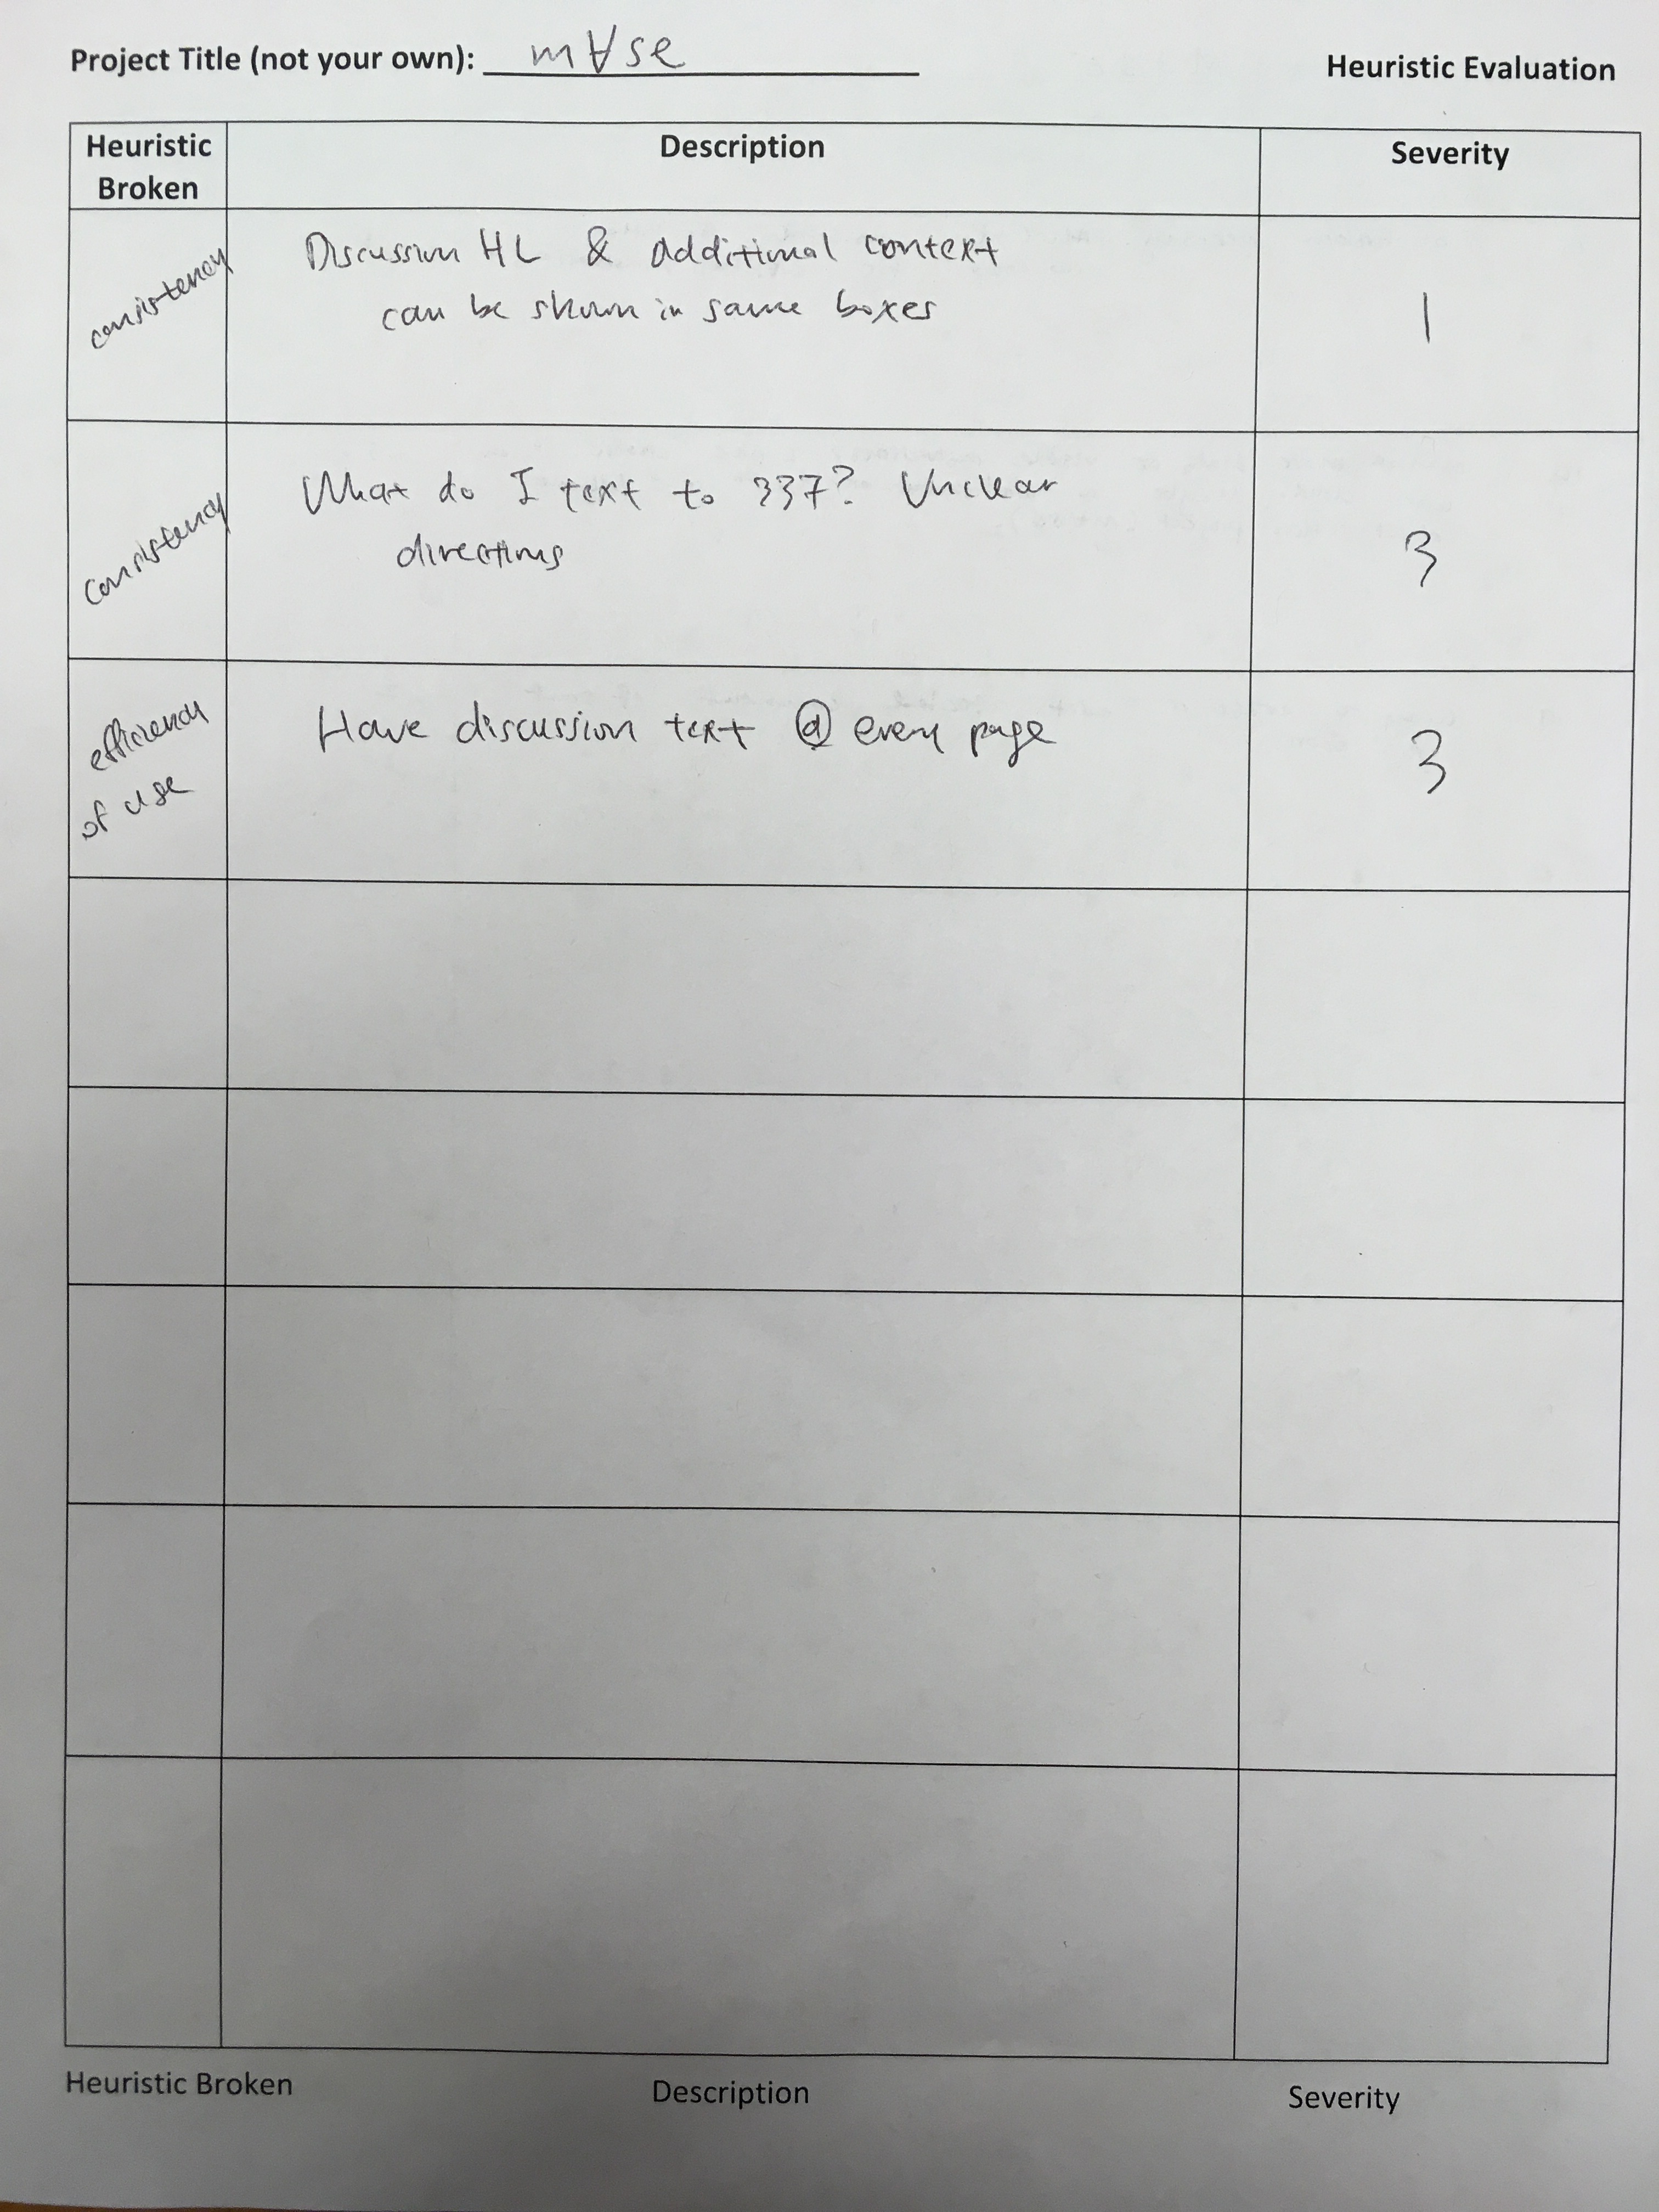 Project Title (not your own): m∀se
Heuristic Evaluation
Heuristic
Broken
Description
Severity
consistency
Discussion HL & additional context
can be shown in same boxes
1
consistency
What do I text to 337? Unclear
directions
3
efficiency
of use
Have discussion text @ every page
3
Heuristic Broken
Description
Severity